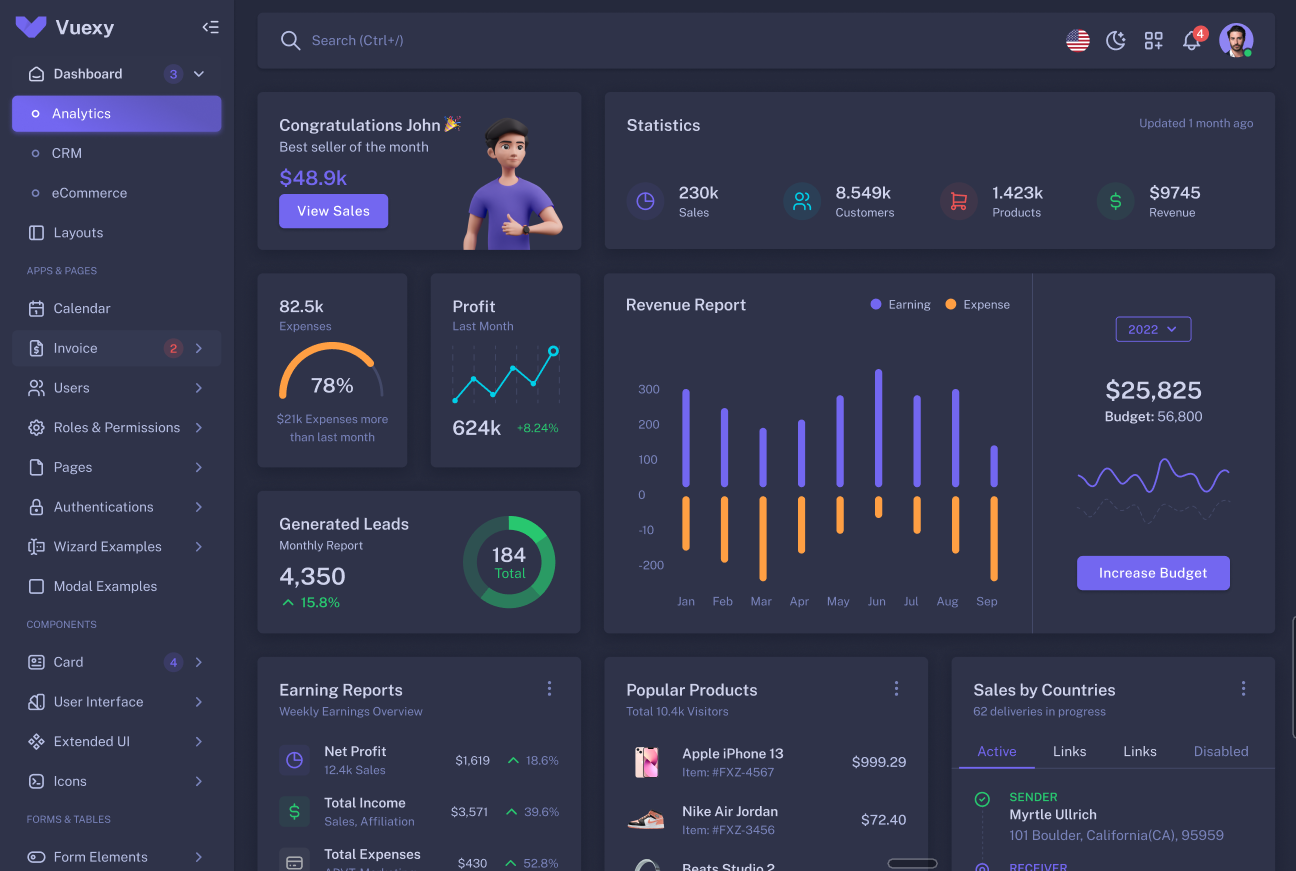 Vuexy
Dashboard 3
Analytics
CRM
eCommerce
Layouts
APPS & PAGES
Calendar
Invoice 2
Users
Roles & Permissions
Pages
Authentications
Wizard Examples
Modal Examples
COMPONENTS
Card 4
User Interface
Extended UI
Icons
FORMS & TABLES
Form Elements
Search (Ctrl+/)
4
Congratulations John 🎉
Best seller of the month
$48.9k
View Sales
Statistics
Updated 1 month ago
230k
Sales
8.549k
Customers
1.423k
Products
$9745
Revenue
82.5k
Expenses
78%
$21k Expenses more
than last month
Profit
Last Month
624k +8.24%
Generated Leads
Monthly Report
4,350
15.8%
184
Total
Revenue Report
Earning Expense
300
200
100
0
-10
-200
Jan Feb Mar Apr May Jun Jul Aug Sep
2022
$25,825
Budget: 56,800
Increase Budget
Earning Reports
Weekly Earnings Overview
Net Profit
12.4k Sales
$1,619 18.6%
Total Income
Sales, Affiliation
$3,571 39.6%
Total Expenses
$430 52.8%
Popular Products
Total 10.4k Visitors
Apple iPhone 13
Item: #FXZ-4567
$999.29
Nike Air Jordan
Item: #FXZ-3456
$72.40
Beats Studio 2
Sales by Countries
62 deliveries in progress
Active Links Links Disabled
SENDER
Myrtle Ullrich
101 Boulder, California(CA), 95959
RECEIVER